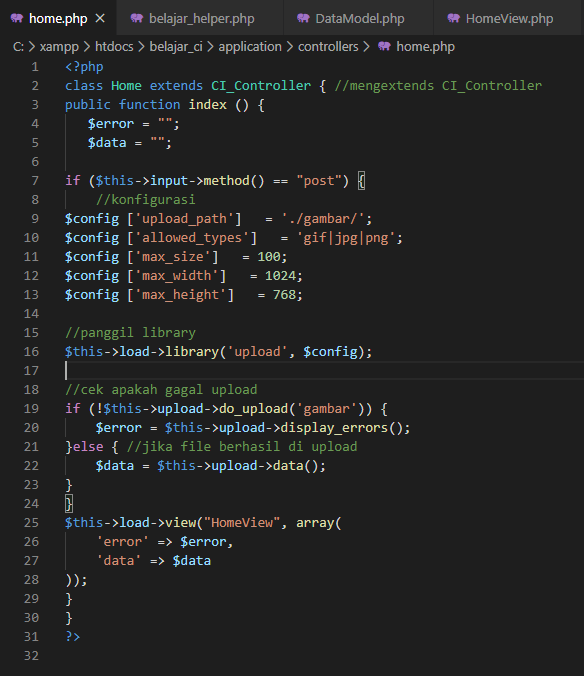 home.php × belajar_helper.php DataModel.php HomeView.php
C: > xampp > htdocs > belajar_ci > application > controllers > home.php
1 <?php
2 class Home extends CI_Controller { //mengextends CI_Controller
3 public function index () {
4    $error = "";
5    $data = "";
6
7 if ($this->input->method() == "post") {
8     //konfigurasi
9 $config ['upload_path']   = './gambar/';
10 $config ['allowed_types']   = 'gif|jpg|png';
11 $config ['max_size']   = 100;
12 $config ['max_width']   = 1024;
13 $config ['max_height']   = 768;
14
15 //panggil library
16 $this->load->library('upload', $config);
17
18 //cek apakah gagal upload
19 if (!$this->upload->do_upload('gambar')) {
20     $error = $this->upload->display_errors();
21 }else { //jika file berhasil di upload
22     $data = $this->upload->data();
23 }
24 }
25 $this->load->view("HomeView", array(
26     'error' => $error,
27     'data' => $data
28 ));
29 }
30 }
31 ?>
32